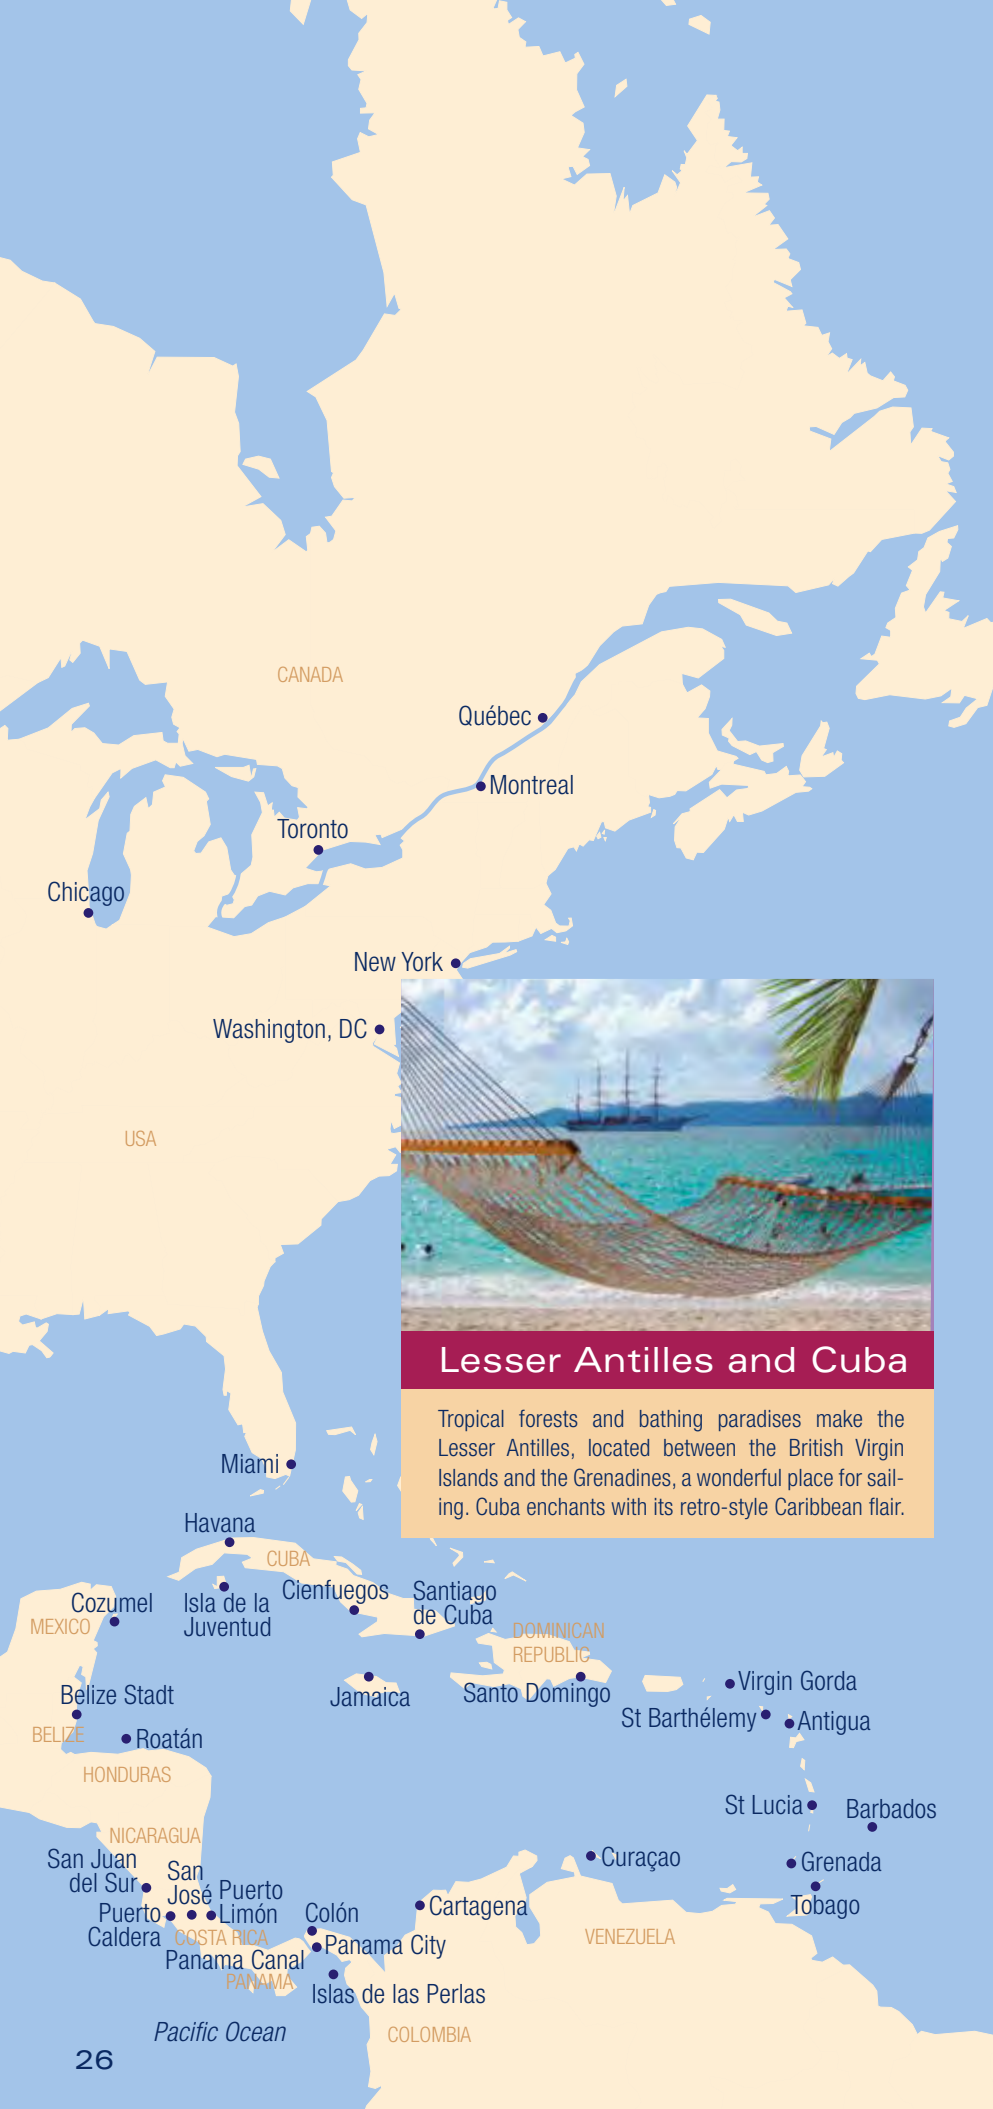 CANADA
Québec
Montreal
Toronto
Chicago
New York
Washington, DC
USA
Lesser Antilles and Cuba
Tropical forests and bathing paradises make the
Lesser Antilles, located between the British Virgin
Islands and the Grenadines, a wonderful place for sail-
ing. Cuba enchants with its retro-style Caribbean flair.
Miami
Havana
CUBA
Cienfuegos
Santiago
de Cuba
Cozumel
Isla de la
Juventud
MEXICO
DOMINICAN
REPUBLIC
Jamaica
Santo Domingo
Virgin Gorda
Belize Stadt
St Barthélemy
Antigua
BELIZE
Roatán
HONDURAS
St Lucia
Barbados
NICARAGUA
San Juan
del Sur
San
José
Puerto
Limón
Curaçao
Grenada
Puerto
Caldera
Colón
Cartagena
Tobago
COSTA RICA
Panama City
VENEZUELA
Panama Canal
PANAMA
Islas de las Perlas
Pacific Ocean
COLOMBIA
26